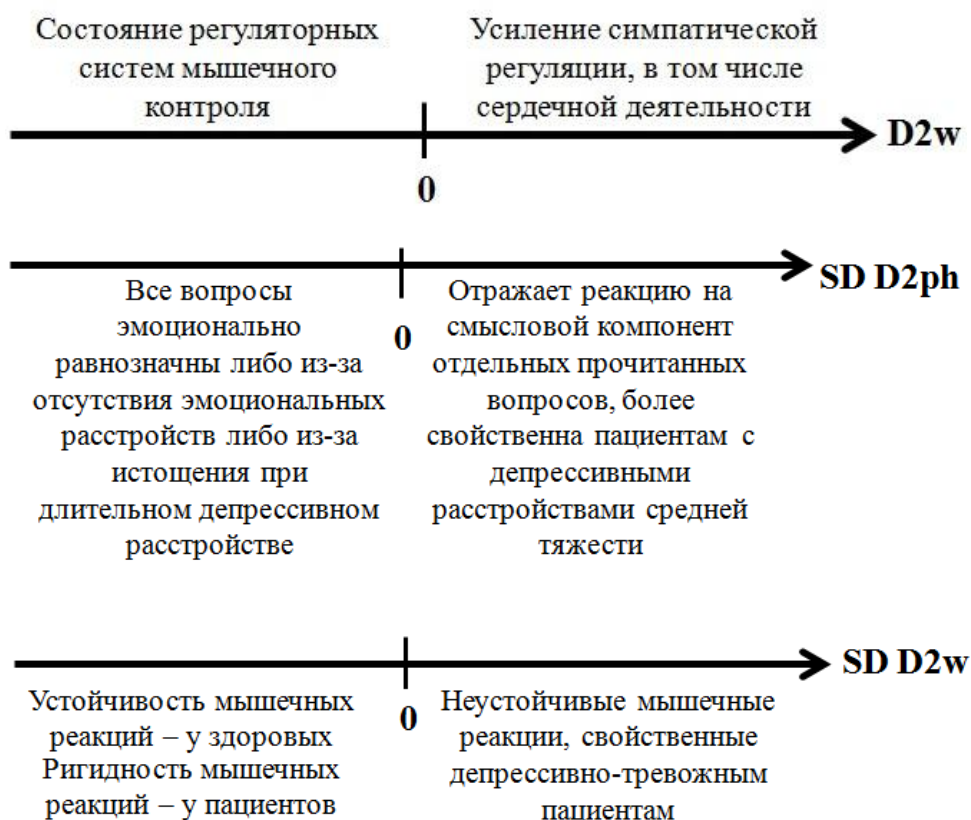 Состояние регуляторных
систем мышечного
контроля
Усиление симпатической
регуляции, в том числе
сердечной деятельности
D2w
0
SD D2ph
0
Все вопросы
эмоционально
равнозначны либо из-за
отсутствия эмоциональных
расстройств либо из-за
истощения при
длительном депрессивном
расстройстве
Отражает реакцию на
смысловой компонент
отдельных прочитанных
вопросов, более
свойственна пациентам с
депрессивными
расстройствами средней
тяжести
SD D2w
0
Устойчивость мышечных
реакций – у здоровых
Ригидность мышечных
реакций – у пациентов
Неустойчивые мышечные
реакции, свойственные
депрессивно-тревожным
пациентам